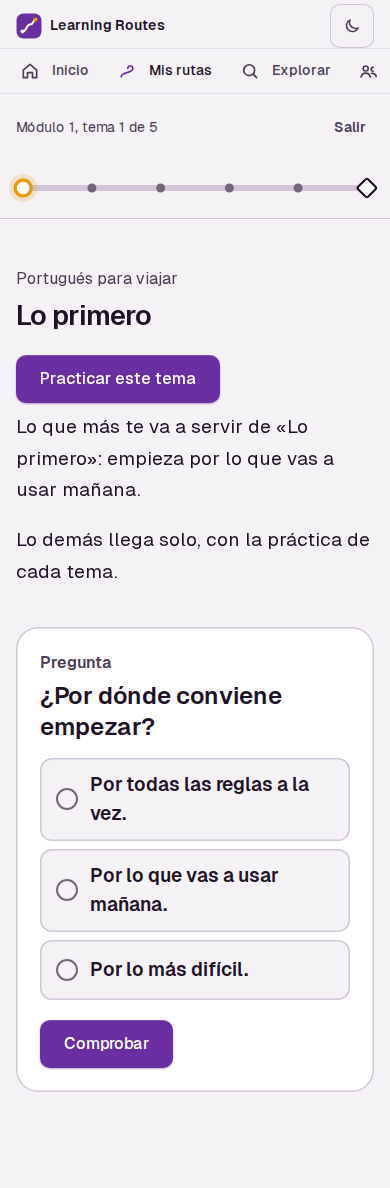 Learning Routes
Inicio
Mis rutas
Explorar
Módulo 1, tema 1 de 5
Salir
Portugués para viajar
Lo primero
Practicar este tema
Lo que más te va a servir de «Lo
primero»: empieza por lo que vas a
usar mañana.
Lo demás llega solo, con la práctica de
cada tema.
Pregunta
¿Por dónde conviene
empezar?
Por todas las reglas a la
vez.
Por lo que vas a usar
mañana.
Por lo más difícil.
Comprobar